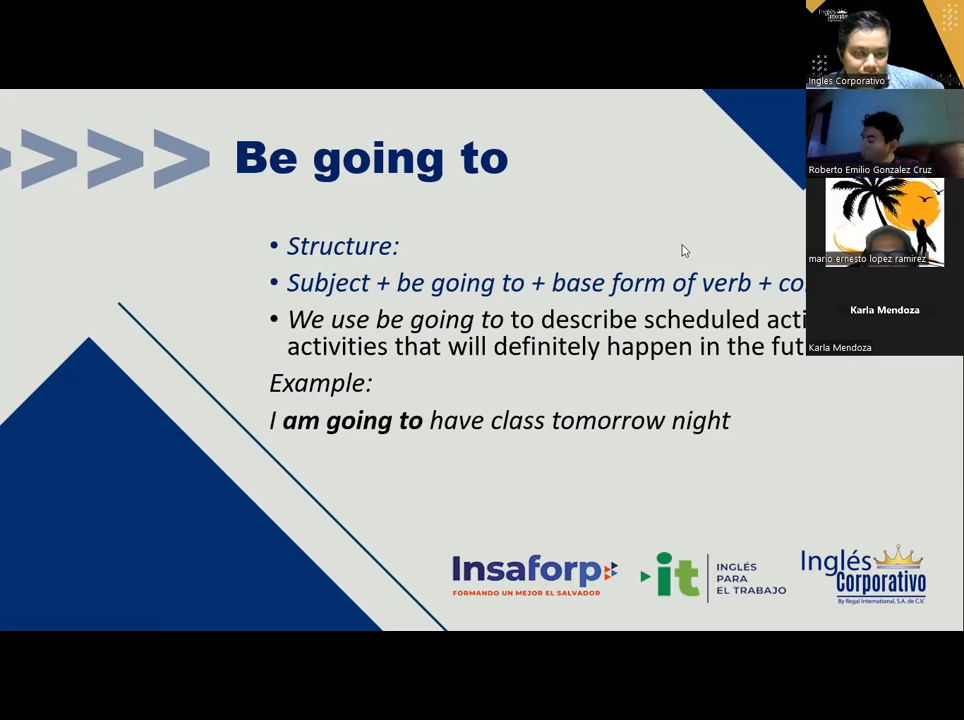 Be going to
• Structure:
• Subject + be going to + base form of verb + co
• We use be going to to describe scheduled acti
activities that will definitely happen in the fut
Example:
I am going to have class tomorrow night
Insaforp
FORMANDO UN MEJOR EL SALVADOR
it
INGLÉS
PARA
EL TRABAJO
Inglés
Corporativo
By Regal International, S.A. de C.V.
Inglés
Corporativo
Inglés Corporativo
Roberto Emilio Gonzalez Cruz
mario ernesto lopez ramirez
Karla Mendoza
Karla Mendoza